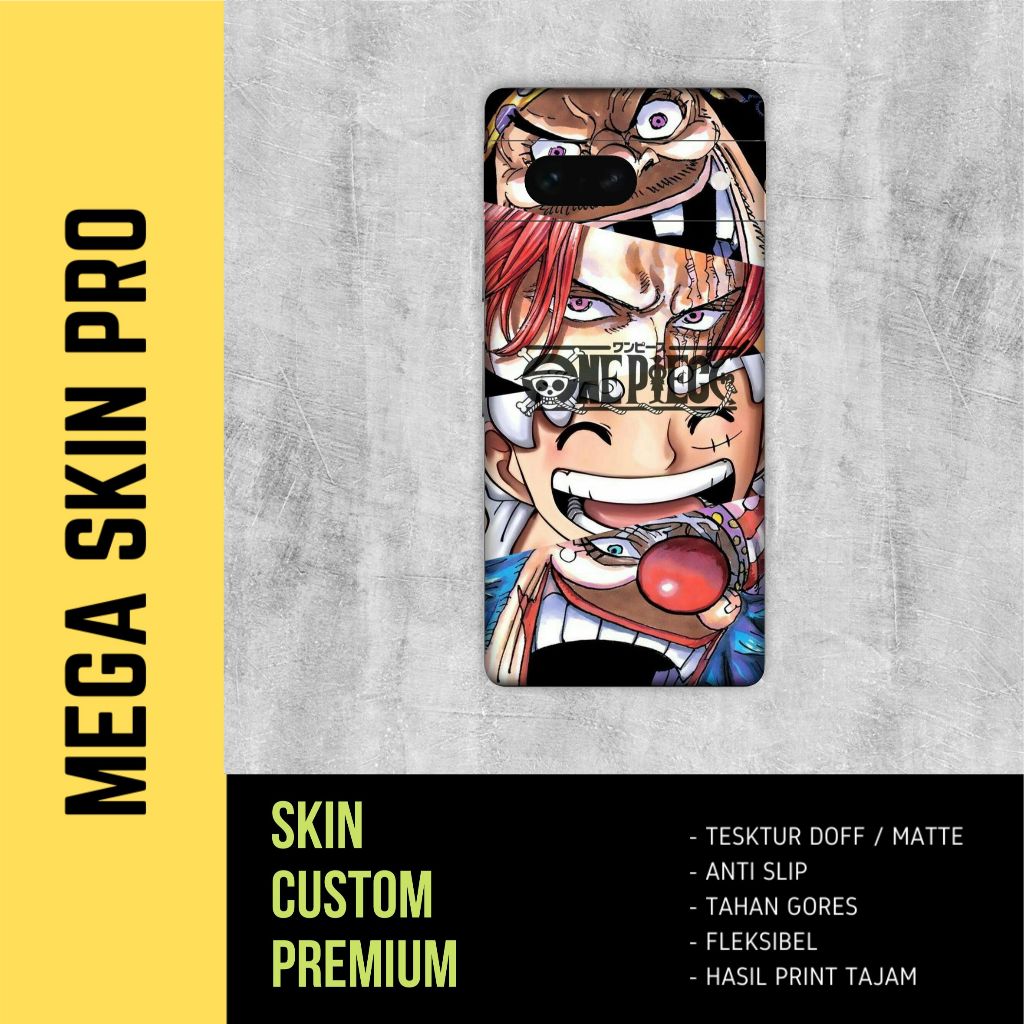 MEGA SKIN PRO
ワンピース
ONE PIECE
SKIN
CUSTOM
PREMIUM
- TESKTUR DOFF / MATTE
- ANTI SLIP
- TAHAN GORES
- FLEKSIBEL
- HASIL PRINT TAJAM